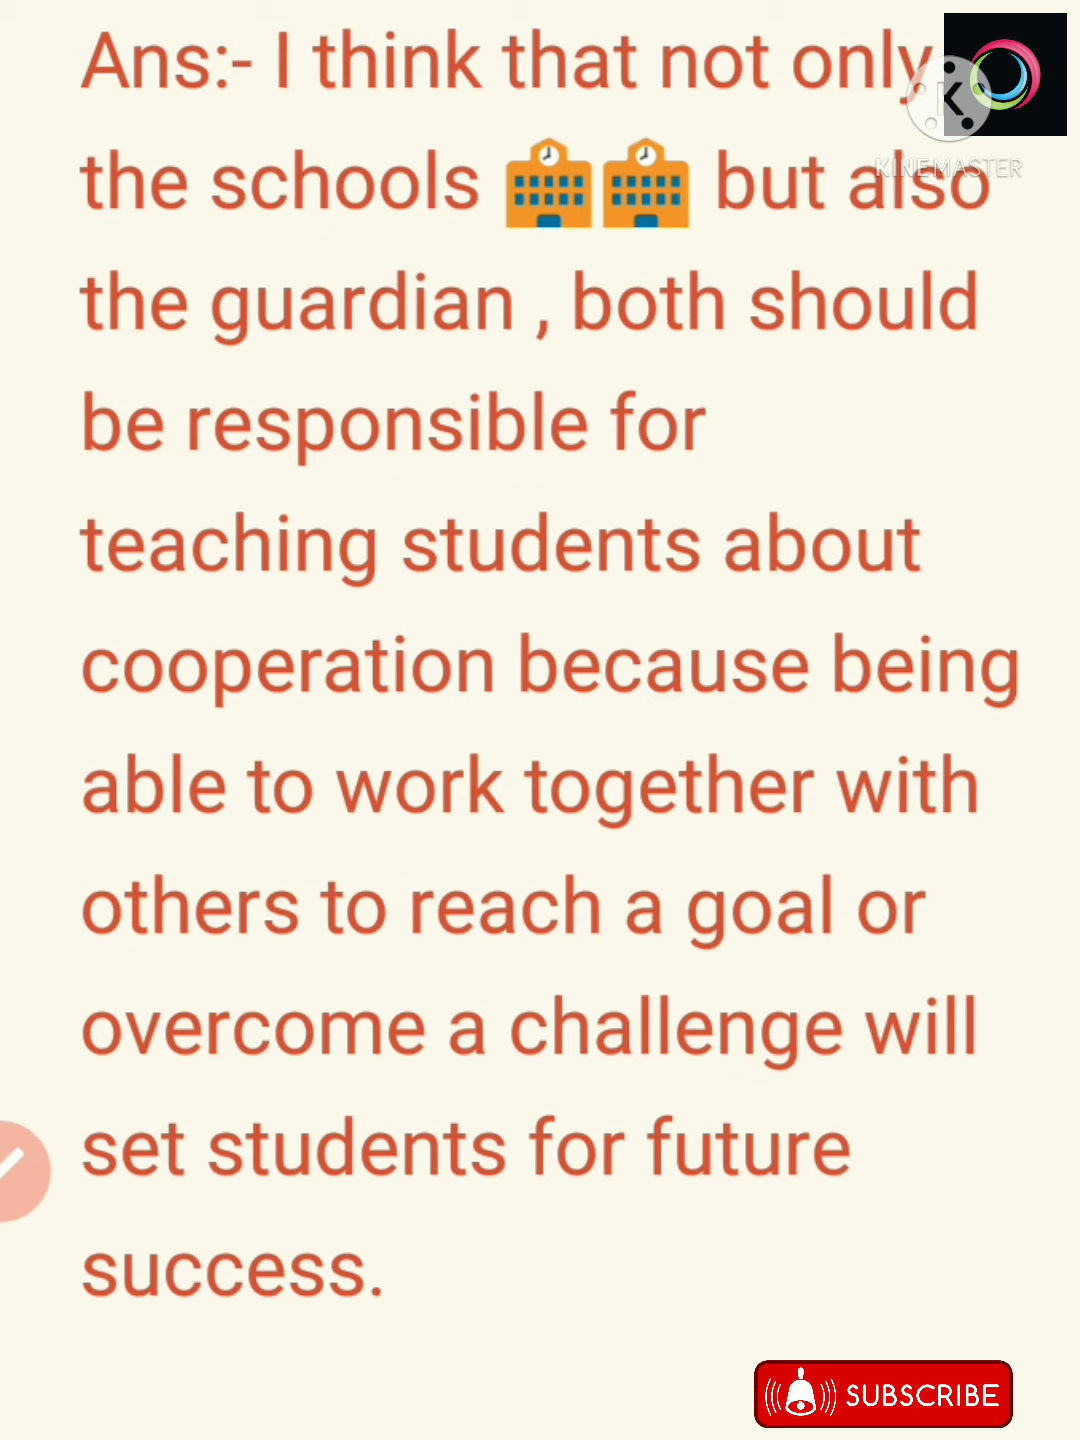 Ans:- I think that not only
the schools 🏫🏫 but also
the guardian , both should
be responsible for
teaching students about
cooperation because being
able to work together with
others to reach a goal or
overcome a challenge will
set students for future
success.
K
KINEMASTER
SUBSCRIBE